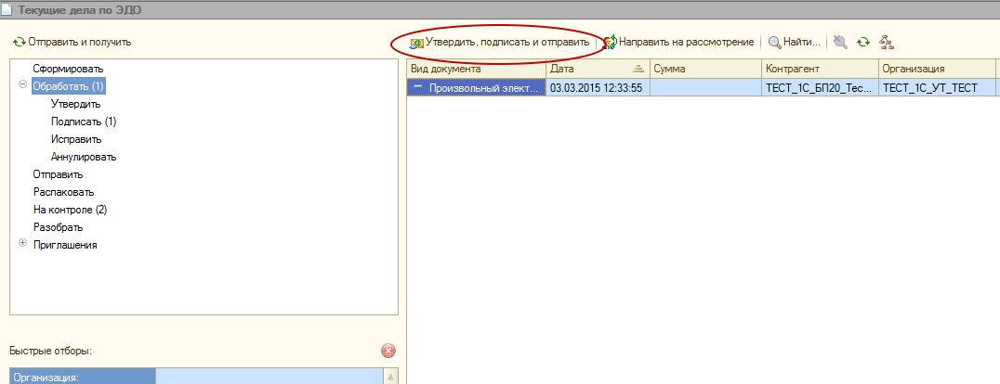 Текущие дела по ЭДО
Отправить и получить
Утвердить, подписать и отправить
Направить на рассмотрение
Найти...
Сформировать
Обработать (1)
Утвердить
Подписать (1)
Исправить
Аннулировать
Отправить
Распаковать
На контроле (2)
Разобрать
Приглашения
Вид документа Дата Сумма Контрагент Организация
Произвольный элект... 03.03.2015 12:33:55 ТЕСТ_1С_БП20_Тес... ТЕСТ_1С_УТ_ТЕСТ
Быстрые отборы:
Организация: